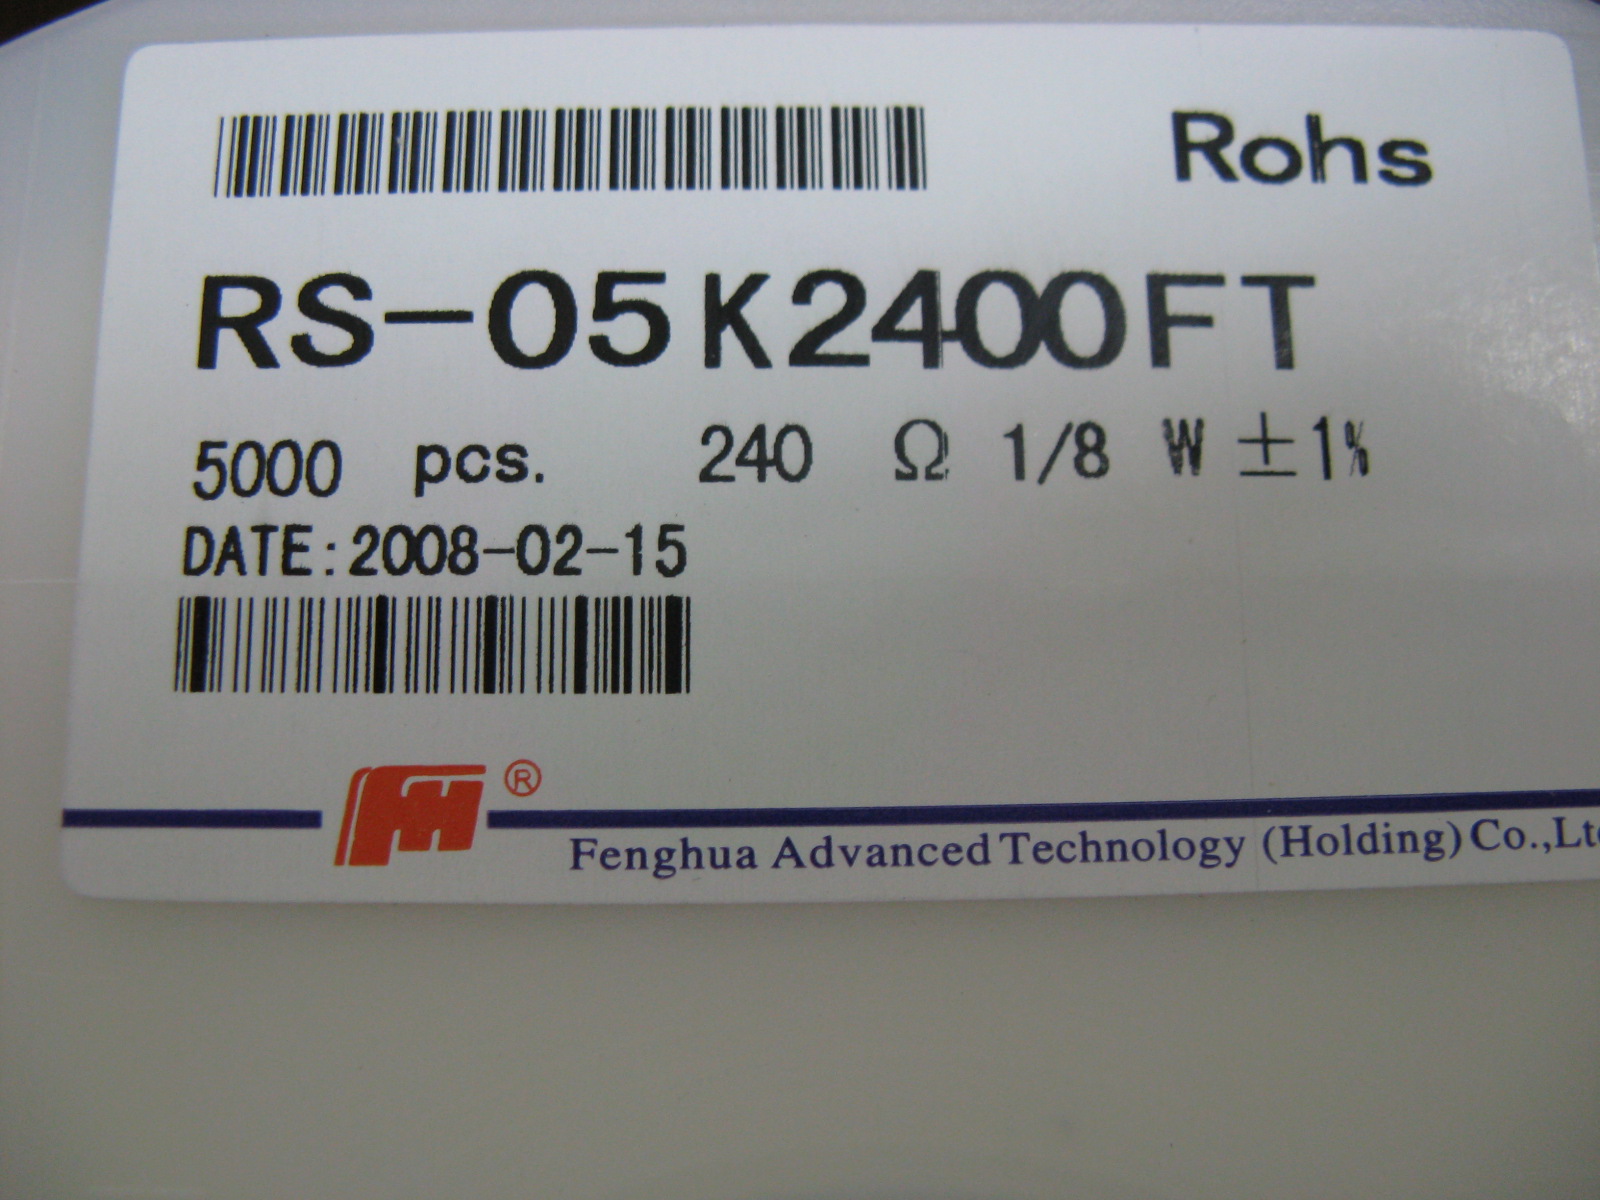 Rohs
RS-05K2400FT
5000 pcs. 240 Ω 1/8 W ±1%
DATE:2008-02-15
FH ®
Fenghua Advanced Technology (Holding) Co.,Lt